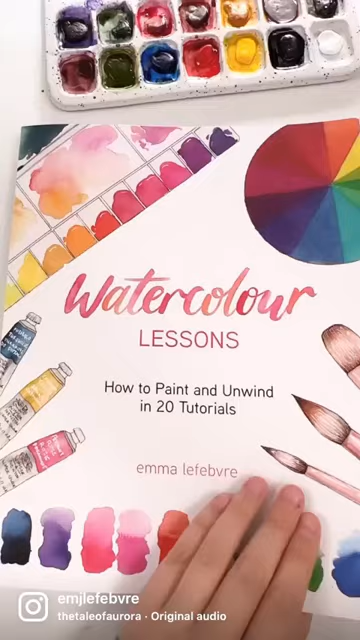 Watercolour
LESSONS
How to Paint and Unwind
in 20 Tutorials
emma lefebvre
emjlefebvre
thetaleofaurora · Original audio